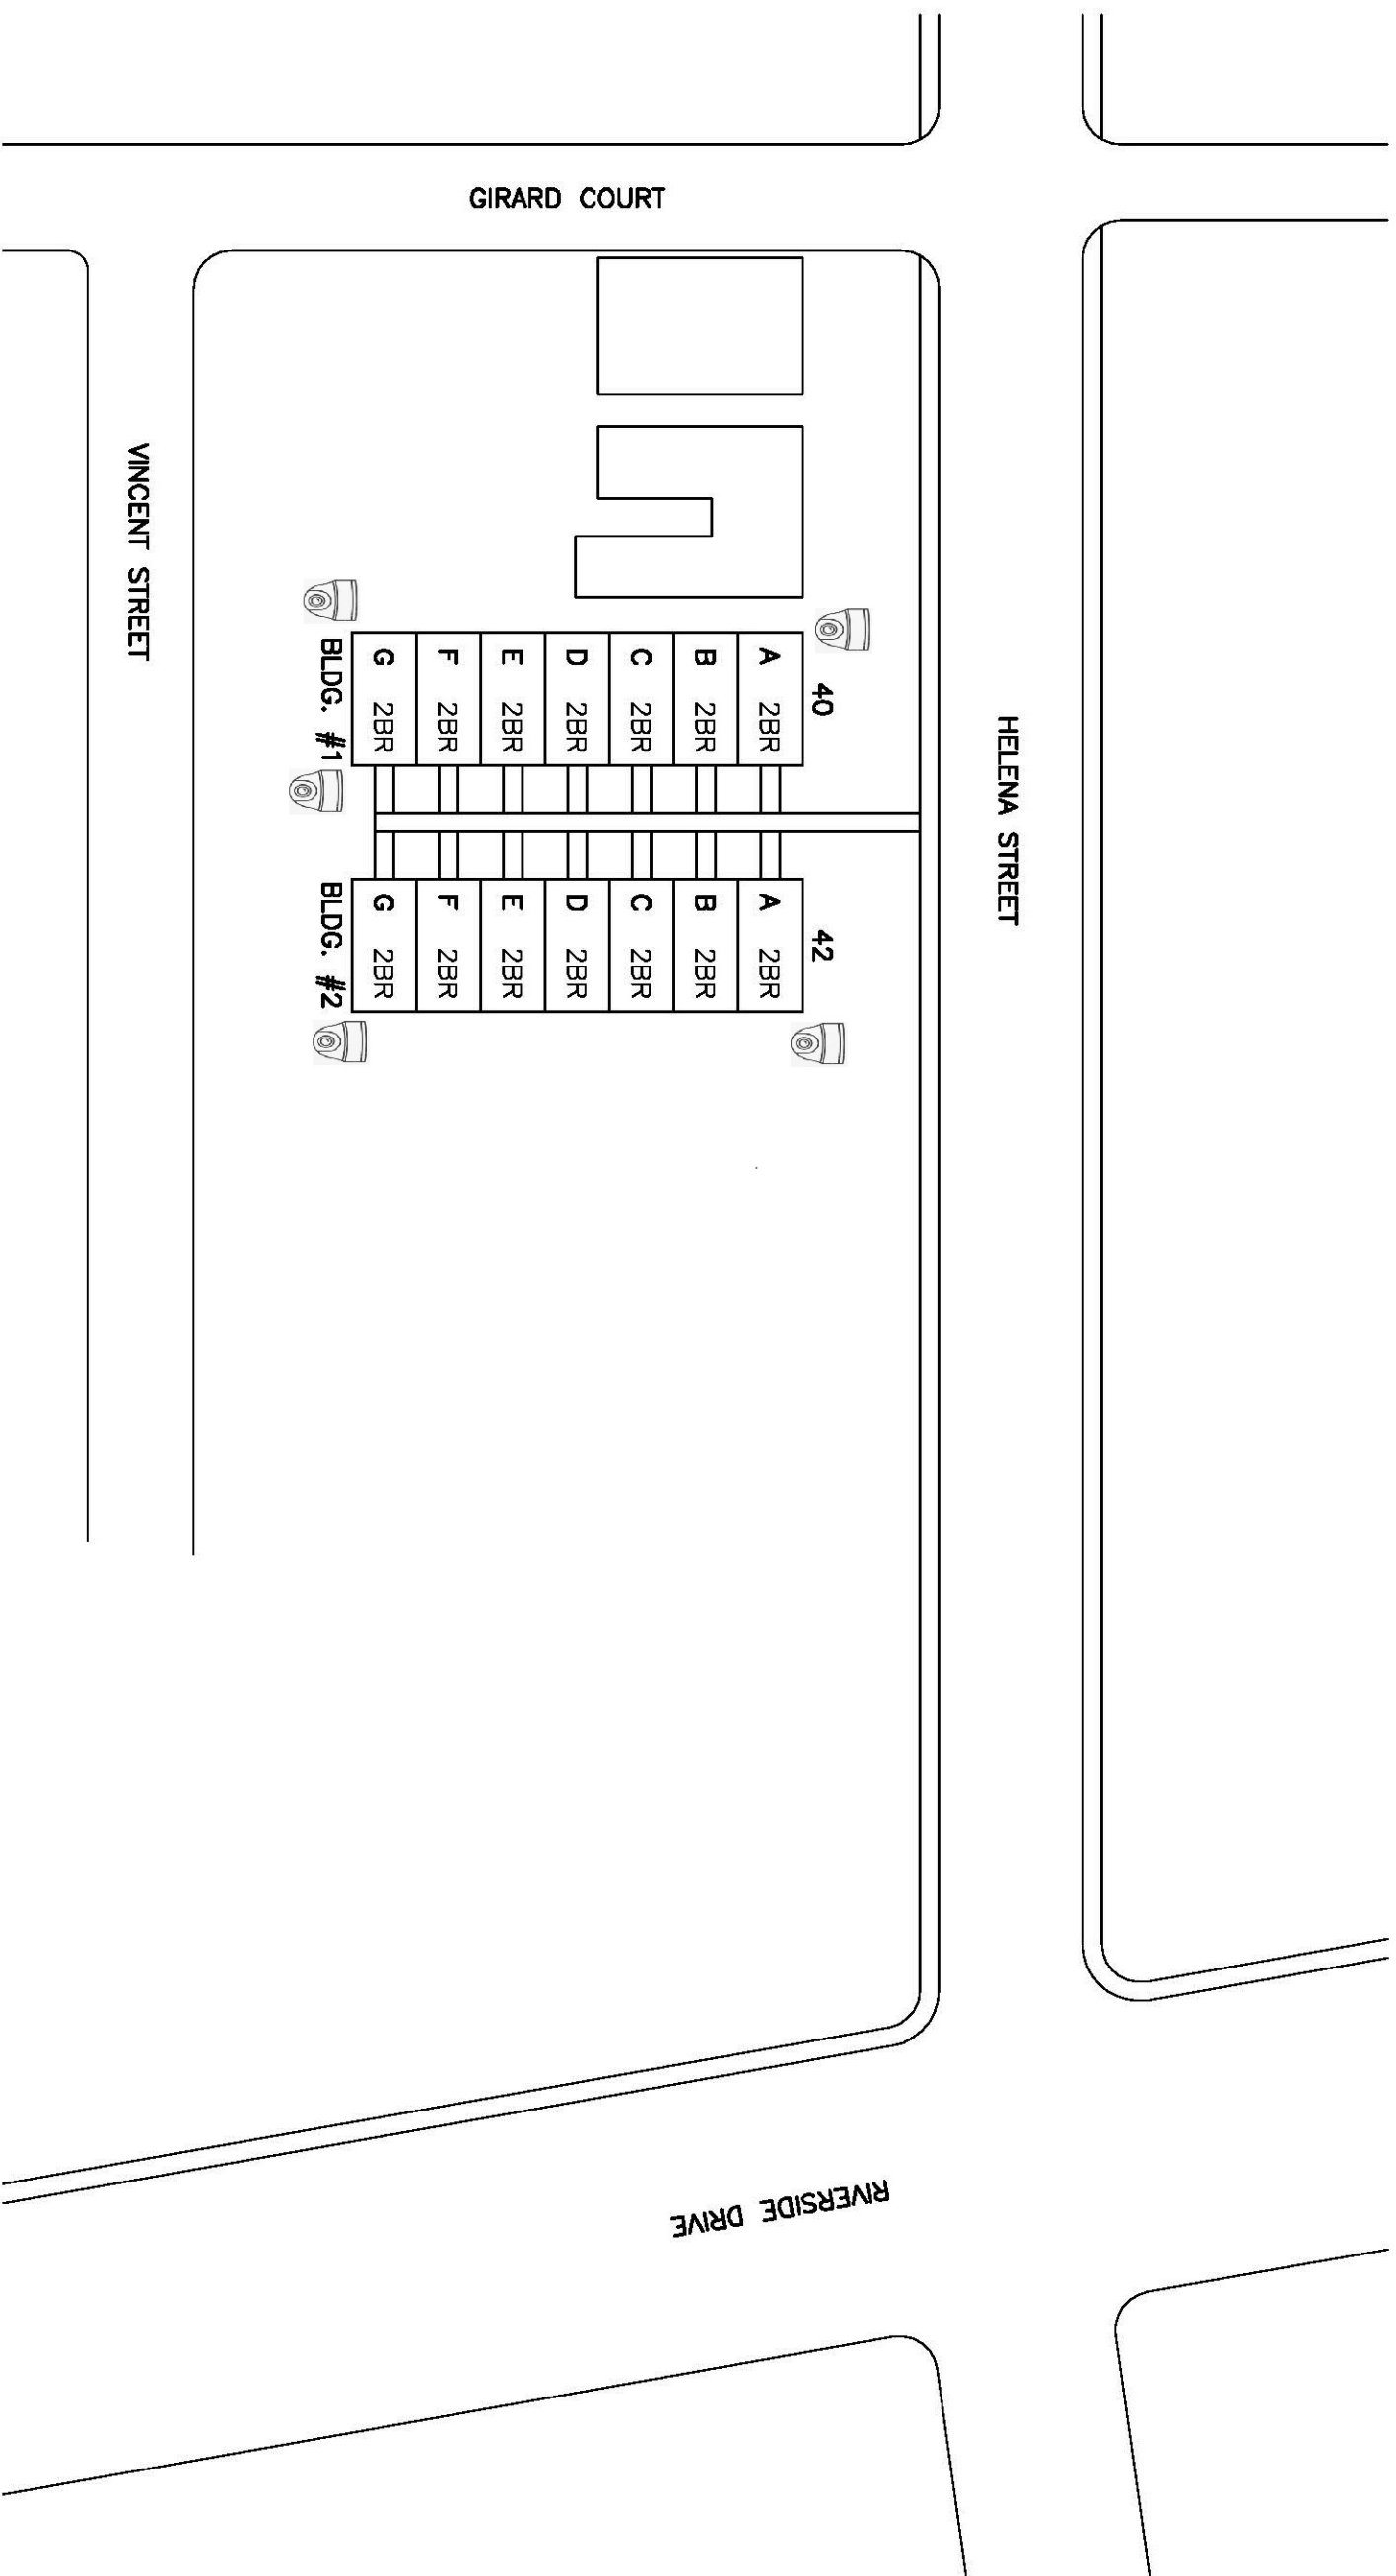 GIRARD COURT
VINCENT STREET
HELENA STREET
40
A 2BR
B 2BR
C 2BR
D 2BR
E 2BR
F 2BR
G 2BR
BLDG. #1
42
A 2BR
B 2BR
C 2BR
D 2BR
E 2BR
F 2BR
G 2BR
BLDG. #2
RIVERSIDE DRIVE